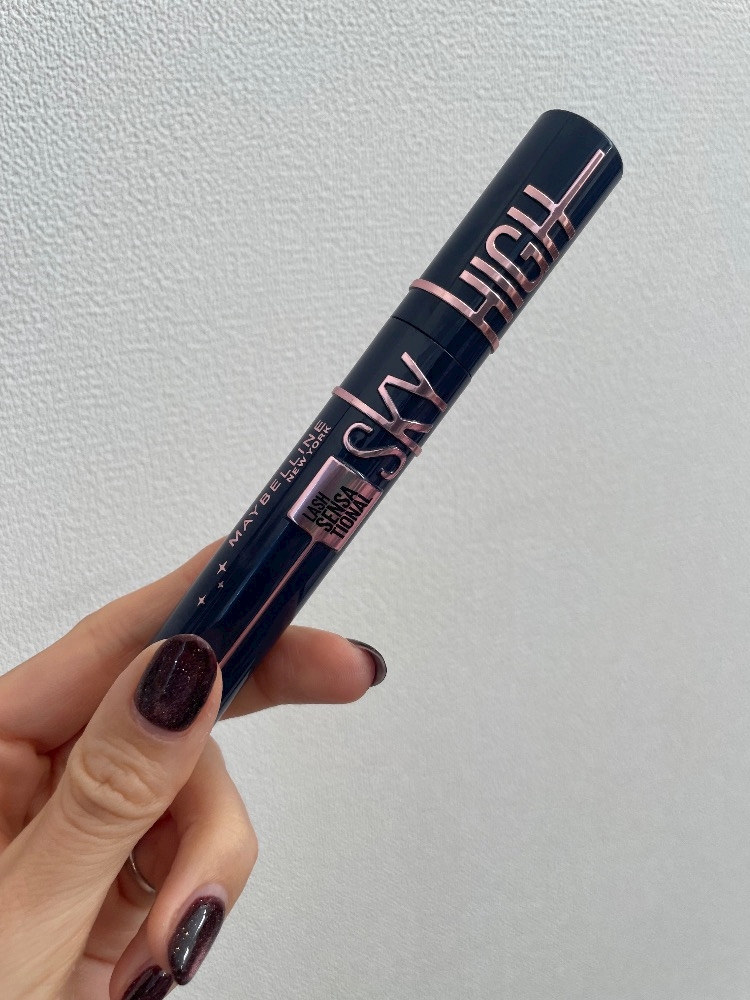 MAYBELLINE
NEW YORK
LASH
SENSA
TIONAL
SKY
HIGH